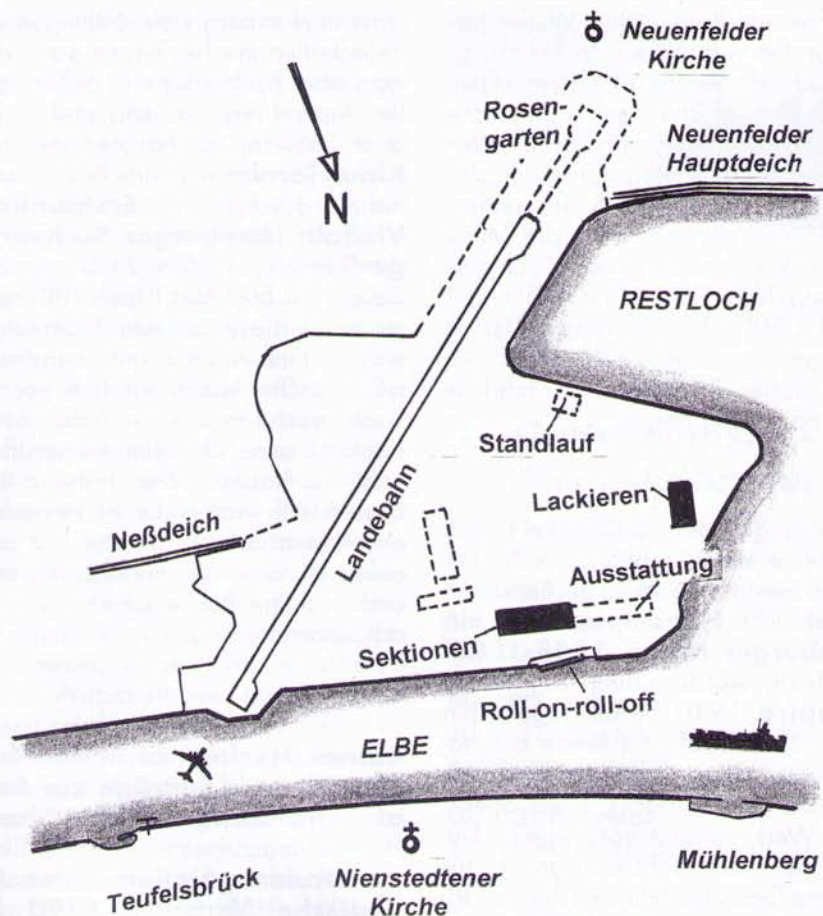 Neuenfelder
Kirche
Rosen-
garten
Neuenfelder
Hauptdeich
N
RESTLOCH
Standlauf
Lackieren
Neßdeich
Landebahn
Ausstattung
Sektionen
Roll-on-roll-off
ELBE
Teufelsbrück
Nienstedtener
Kirche
Mühlenberg